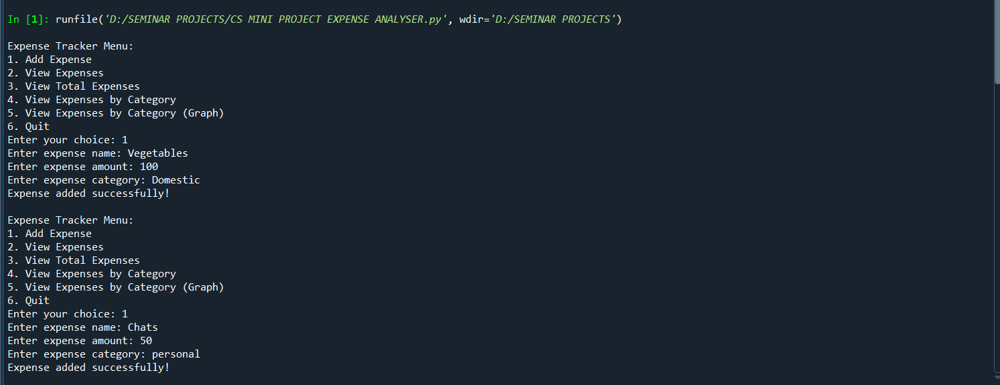 In [1]: runfile('D:/SEMINAR PROJECTS/CS MINI PROJECT EXPENSE ANALYSER.py', wdir='D:/SEMINAR PROJECTS')
Expense Tracker Menu:
1. Add Expense
2. View Expenses
3. View Total Expenses
4. View Expenses by Category
5. View Expenses by Category (Graph)
6. Quit
Enter your choice: 1
Enter expense name: Vegetables
Enter expense amount: 100
Enter expense category: Domestic
Expense added successfully!
Expense Tracker Menu:
1. Add Expense
2. View Expenses
3. View Total Expenses
4. View Expenses by Category
5. View Expenses by Category (Graph)
6. Quit
Enter your choice: 1
Enter expense name: Chats
Enter expense amount: 50
Enter expense category: personal
Expense added successfully!